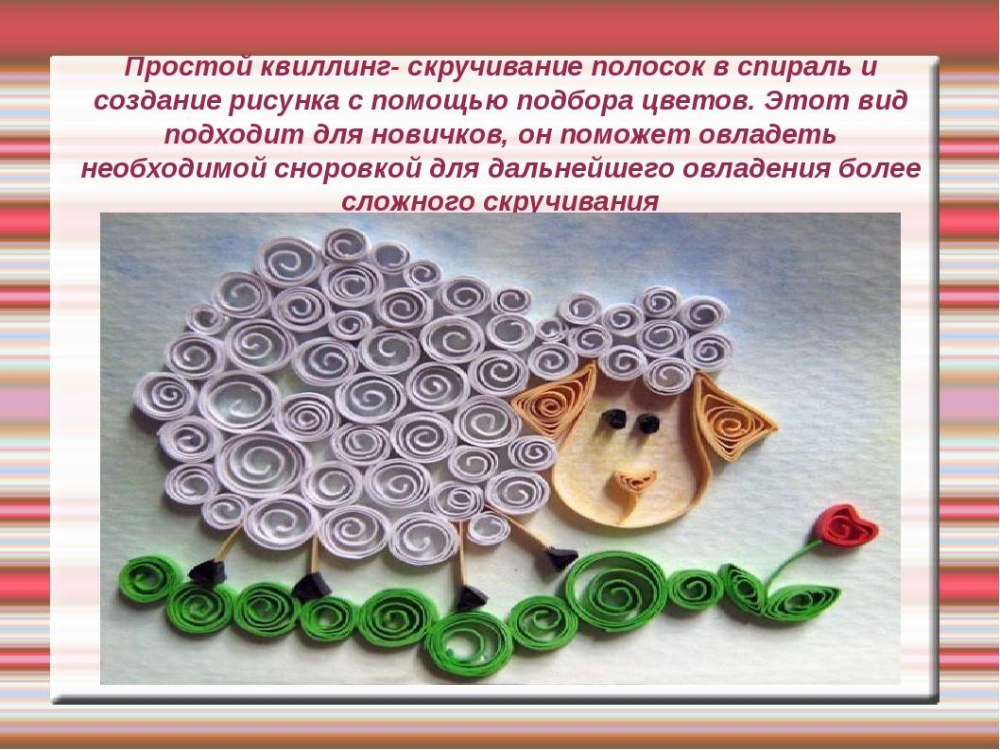 Простой квиллинг- скручивание полосок в спираль и
создание рисунка с помощью подбора цветов. Этот вид
подходит для новичков, он поможет овладеть
необходимой сноровкой для дальнейшего овладения более
сложного скручивания